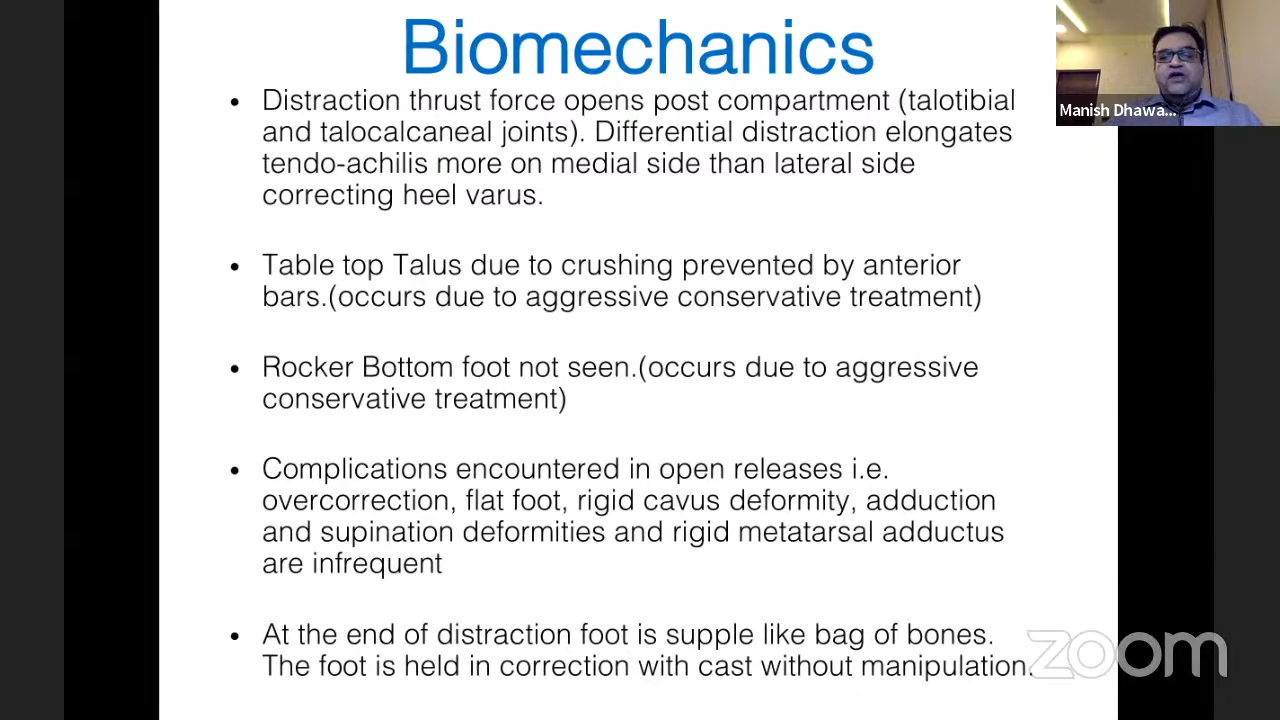 Biomechanics
• Distraction thrust force opens post compartment (talotibial
and talocalcaneal joints). Differential distraction elongates
tendo-achilis more on medial side than lateral side
correcting heel varus.
• Table top Talus due to crushing prevented by anterior
bars.(occurs due to aggressive conservative treatment)
• Rocker Bottom foot not seen.(occurs due to aggressive
conservative treatment)
• Complications encountered in open releases i.e.
overcorrection, flat foot, rigid cavus deformity, adduction
and supination deformities and rigid metatarsal adductus
are infrequent
• At the end of distraction foot is supple like bag of bones.
The foot is held in correction with cast without manipulation.
Manish Dhawa...
zoom